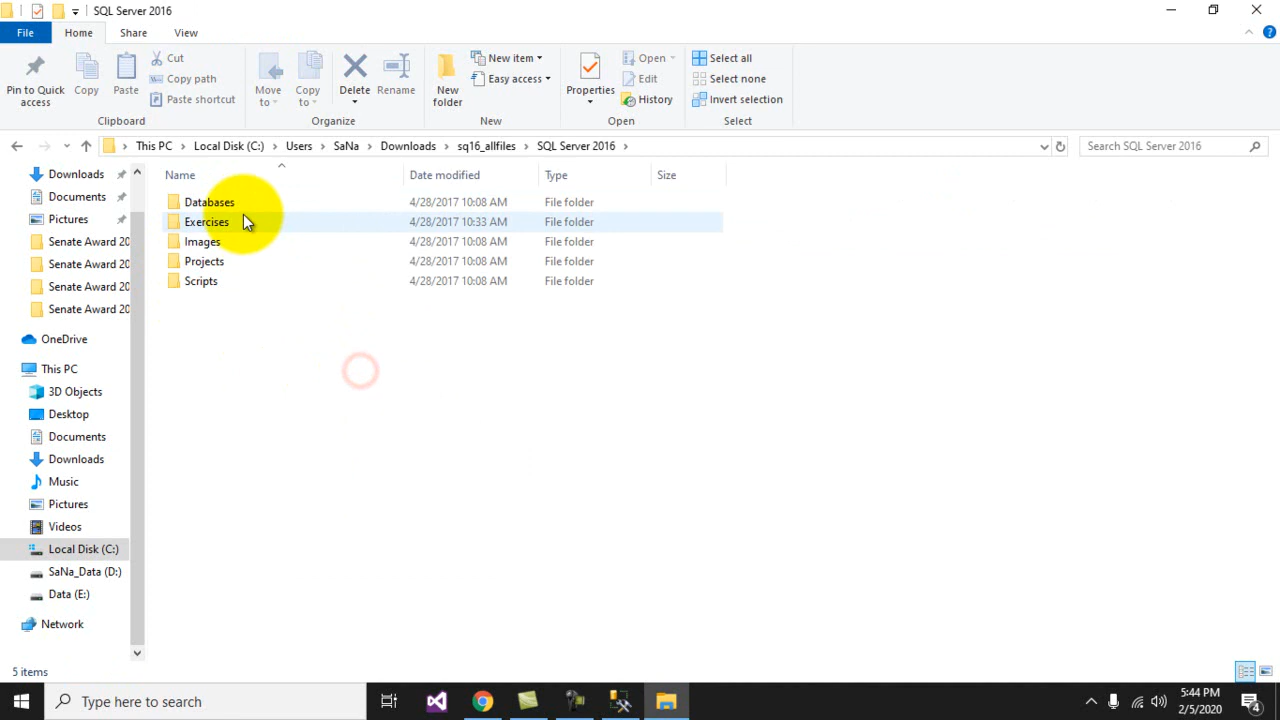 SQL Server 2016
File
Home
Share
View
Pin to Quick access
Copy
Paste
Cut
Copy path
Paste shortcut
Clipboard
Move to
Copy to
Delete
Rename
Organize
New folder
New item
Easy access
New
Properties
Open
Edit
History
Open
Select all
Select none
Invert selection
Select
This PC > Local Disk (C:) > Users > SaNa > Downloads > sq16_allfiles > SQL Server 2016 >
Search SQL Server 2016
Name Date modified Type Size
Databases 4/28/2017 10:08 AM File folder
Exercises 4/28/2017 10:33 AM File folder
Images 4/28/2017 10:08 AM File folder
Projects 4/28/2017 10:08 AM File folder
Scripts 4/28/2017 10:08 AM File folder
Downloads
Documents
Pictures
Senate Award 20
Senate Award 20
Senate Award 20
Senate Award 20
OneDrive
This PC
3D Objects
Desktop
Documents
Downloads
Music
Pictures
Videos
Local Disk (C:)
SaNa_Data (D:)
Data (E:)
Network
5 items
Type here to search
5:44 PM
2/5/2020
4